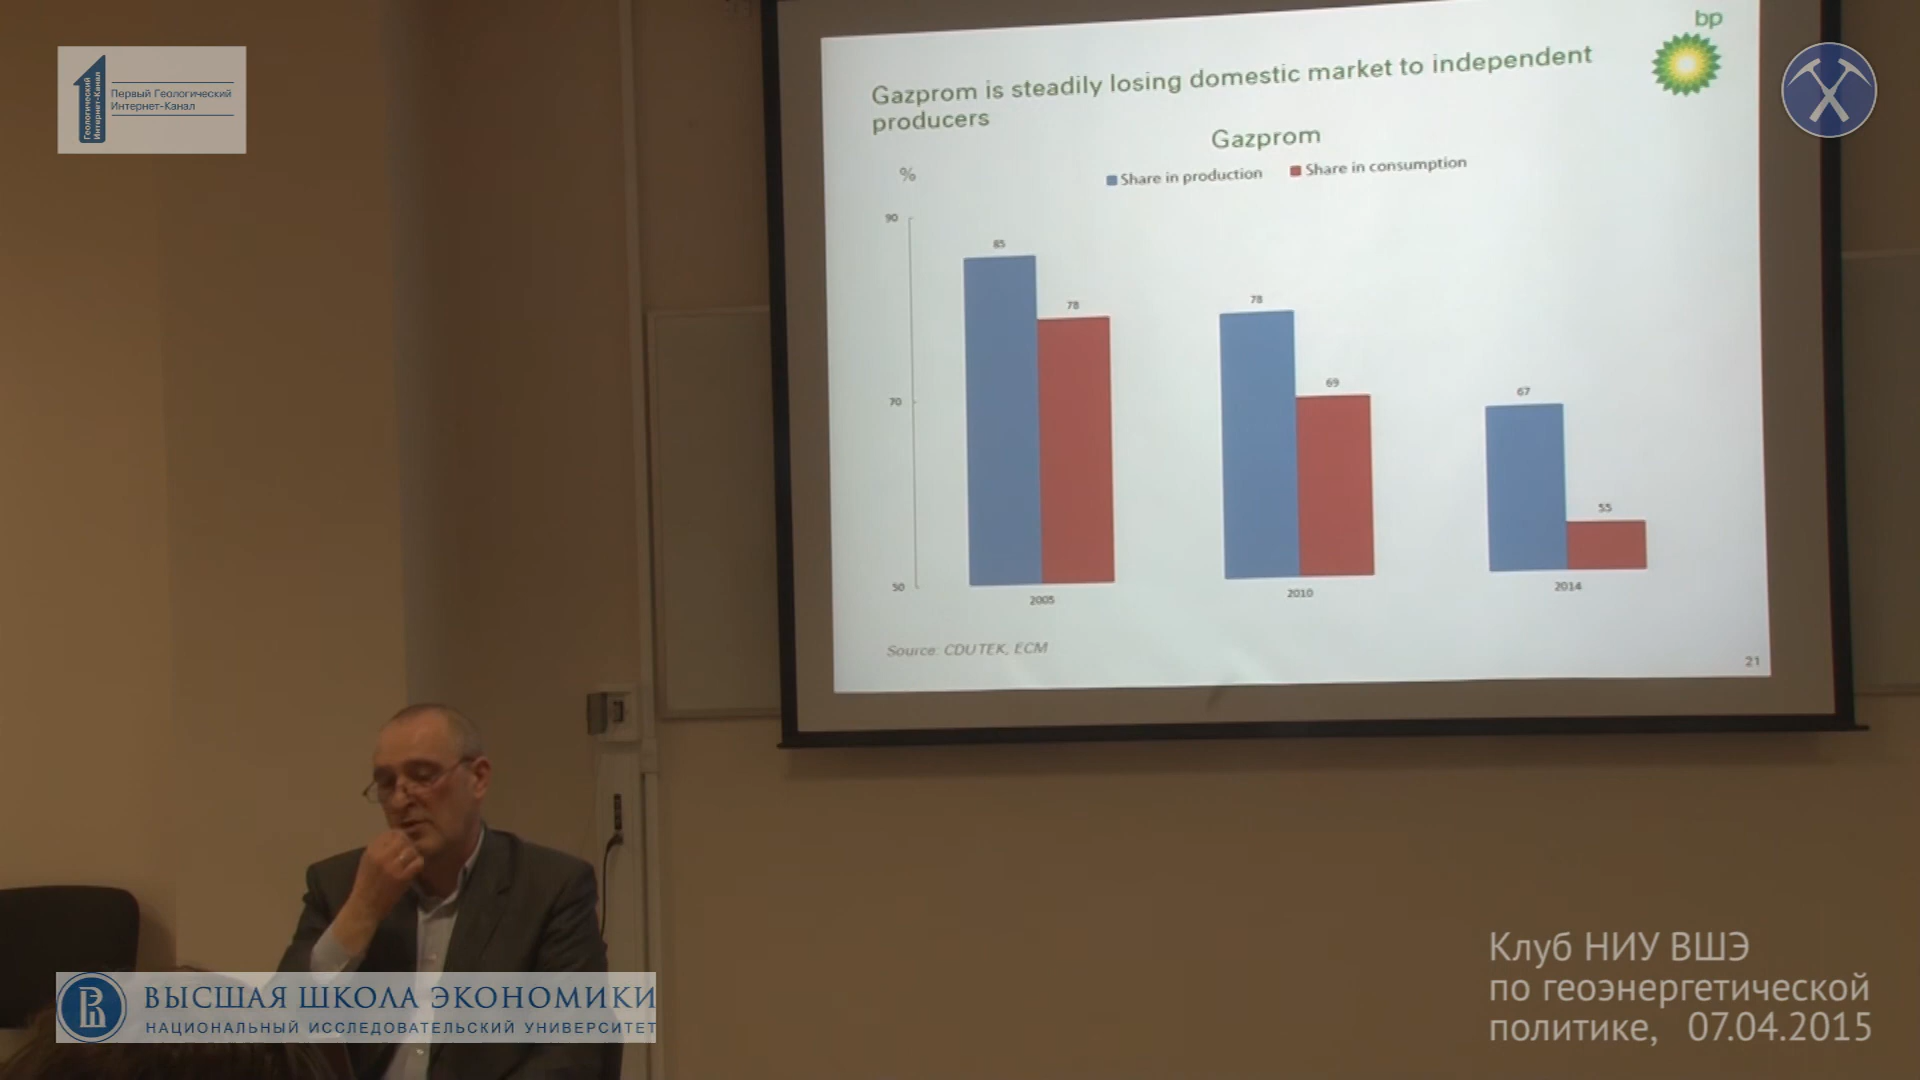 Геологический
Интернет-Канал
Первый Геологический
Интернет-Канал
bp
Gazprom is steadily losing domestic market to independent
producers
Gazprom
%
Share in production
Share in consumption
90
70
50
85
78
78
69
67
55
2005
2010
2014
Source: CDU TEK, ECM
21
ВЫСШАЯ ШКОЛА ЭКОНОМИКИ
НАЦИОНАЛЬНЫЙ ИССЛЕДОВАТЕЛЬСКИЙ УНИВЕРСИТЕТ
Клуб НИУ ВШЭ
по геоэнергетической
политике, 07.04.2015